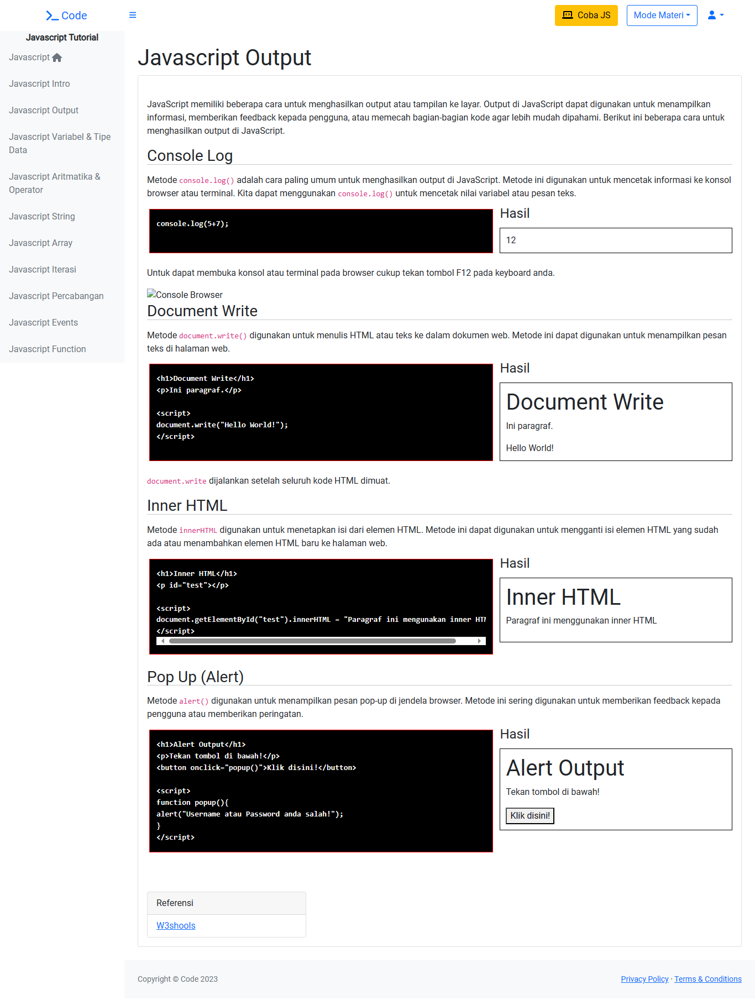 Code
Coba JS
Mode Materi
Javascript Tutorial
Javascript
Javascript Intro
Javascript Output
Javascript Variabel & Tipe
Data
Javascript Aritmatika &
Operator
Javascript String
Javascript Array
Javascript Iterasi
Javascript Percabangan
Javascript Events
Javascript Function
Javascript Output
JavaScript memiliki beberapa cara untuk menghasilkan output atau tampilan ke layar. Output di JavaScript dapat digunakan untuk menampilkan
informasi, memberikan feedback kepada pengguna, atau memecah bagian-bagian kode agar lebih mudah dipahami. Berikut ini beberapa cara untuk
menghasilkan output di JavaScript.
Console Log
Metode console.log() adalah cara paling umum untuk menghasilkan output di JavaScript. Metode ini digunakan untuk mencetak informasi ke konsol
browser atau terminal. Kita dapat menggunakan console.log() untuk mencetak nilai variabel atau pesan teks.
console.log(5+7);
Hasil
12
Untuk dapat membuka konsol atau terminal pada browser cukup tekan tombol F12 pada keyboard anda.
Console Browser
Document Write
Metode document.write() digunakan untuk menulis HTML atau teks ke dalam dokumen web. Metode ini dapat digunakan untuk menampilkan pesan
teks di halaman web.
<h1>Document Write</h1>
<p>Ini paragraf.</p>
<script>
document.write("Hello World!");
</script>
Hasil
Document Write
Ini paragraf.
Hello World!
document.write dijalankan setelah seluruh kode HTML dimuat.
Inner HTML
Metode innerHTML digunakan untuk menetapkan isi dari elemen HTML. Metode ini dapat digunakan untuk mengganti isi elemen HTML yang sudah
ada atau menambahkan elemen HTML baru ke halaman web.
<h1>Inner HTML</h1>
<p id="test"></p>
<script>
document.getElementById("test").innerHTML = "Paragraf ini mengunakan inner HTM
</script>
Hasil
Inner HTML
Paragraf ini menggunakan inner HTML
Pop Up (Alert)
Metode alert() digunakan untuk menampilkan pesan pop-up di jendela browser. Metode ini sering digunakan untuk memberikan feedback kepada
pengguna atau memberikan peringatan.
<h1>Alert Output</h1>
<p>Tekan tombol di bawah!</p>
<button onclick="popup()">Klik disini!</button>
<script>
function popup(){
alert("Username atau Password anda salah!");
}
</script>
Hasil
Alert Output
Tekan tombol di bawah!
Klik disini!
Referensi
W3shools
Copyright © Code 2023
Privacy Policy · Terms & Conditions